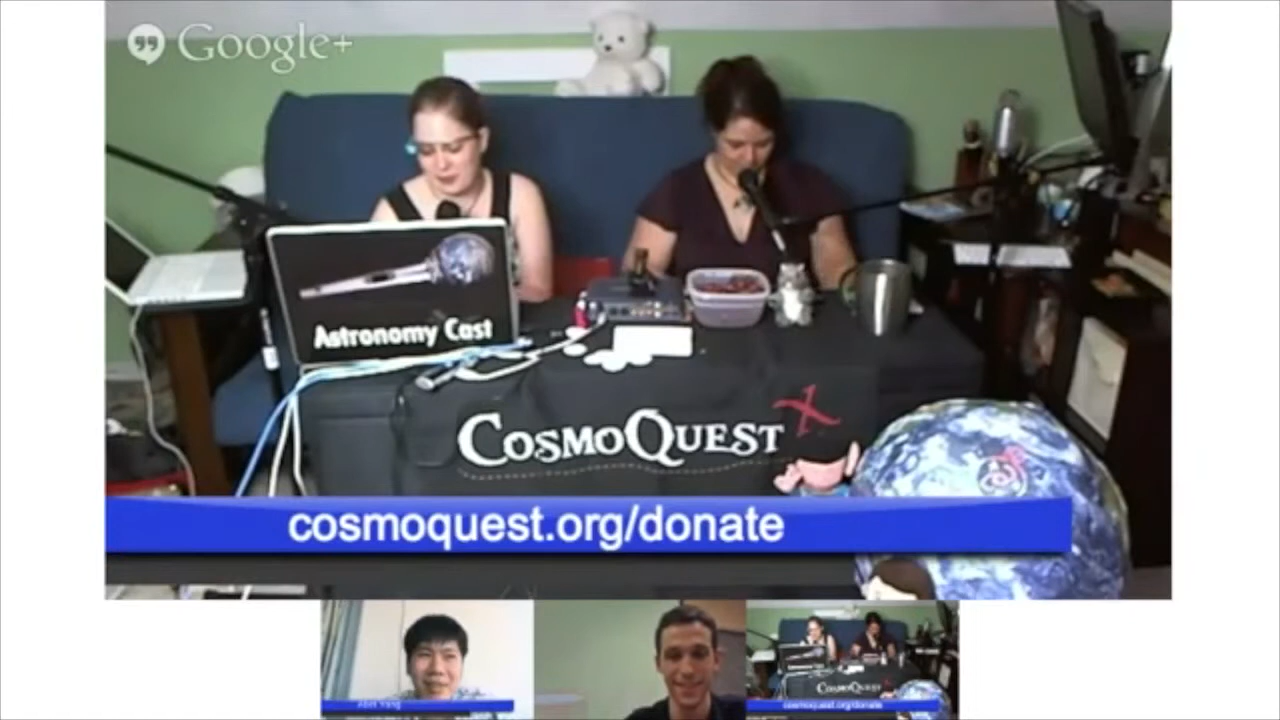 Google+
Astronomy Cast
CosmoQuest X
cosmoquest.org/donate
CosmoQuest
cosmoquest.org/donate